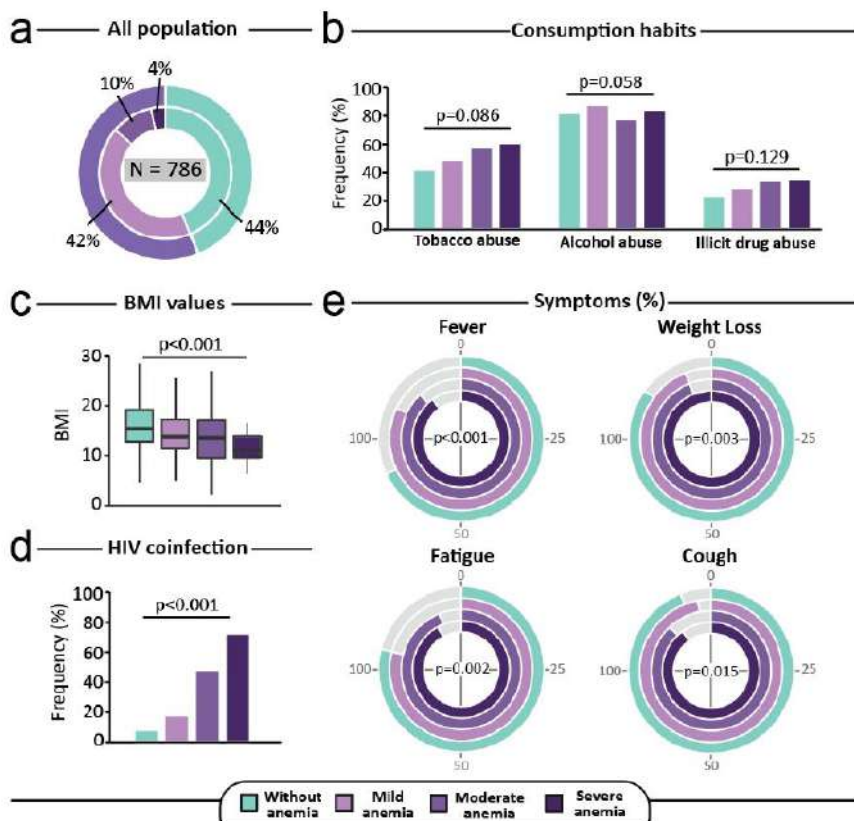 a
All population
4%
10%
N = 786
42%
44%
b
Consumption habits
Frequency (%)
100
80
60
40
20
0
p=0.086
p=0.058
p=0.129
Tobacco abuse
Alcohol abuse
Illicit drug abuse
c
BMI values
BMI
30
20
10
0
p<0.001
d
HIV coinfection
Frequency (%)
100
80
60
40
20
0
p<0.001
e
Symptoms (%)
Fever
0
100
p<0.001
25
50
Weight Loss
0
100
p=0.003
25
50
Fatigue
0
100
p=0.002
25
50
Cough
0
100
p=0.015
25
50
Without anemia
Mild anemia
Moderate anemia
Severe anemia